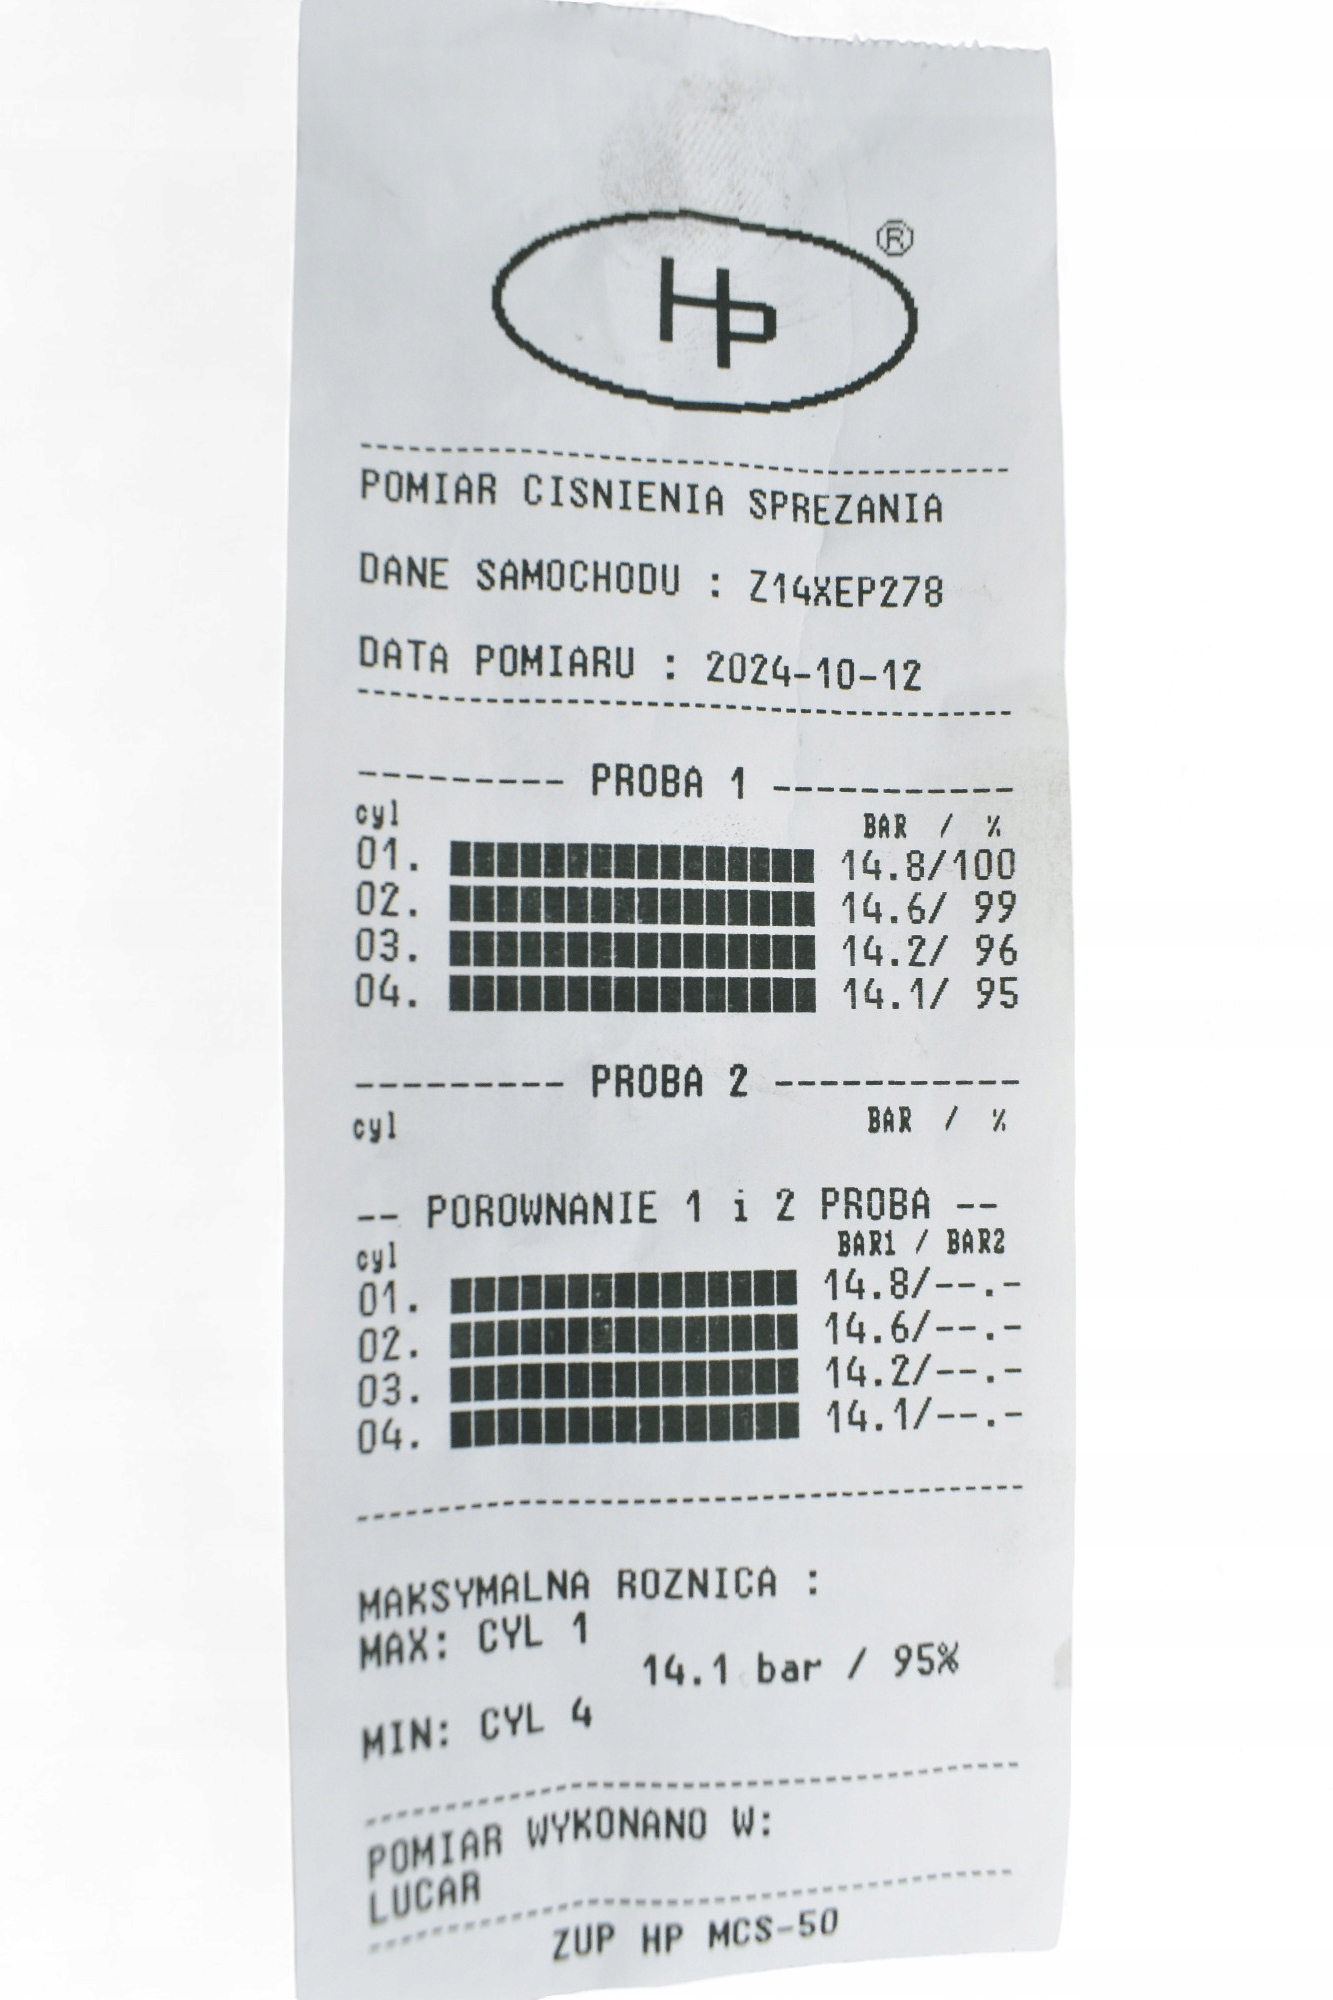 HP ®
POMIAR CISNIENIA SPREZANIA
DANE SAMOCHODU : Z14XEP278
DATA POMIARU : 2024-10-12
--------- PROBA 1 -----------
cyl BAR / %
01. 14.8/100
02. 14.6/ 99
03. 14.2/ 96
04. 14.1/ 95
--------- PROBA 2 -----------
cyl BAR / %
-- POROWNANIE 1 i 2 PROBA --
cyl BAR1 / BAR2
01. 14.8/--.-
02. 14.6/--.-
03. 14.2/--.-
04. 14.1/--.-
MAKSYMALNA ROZNICA :
MAX: CYL 1
14.1 bar / 95%
MIN: CYL 4
POMIAR WYKONANO W:
LUCAR
ZUP HP MCS-50